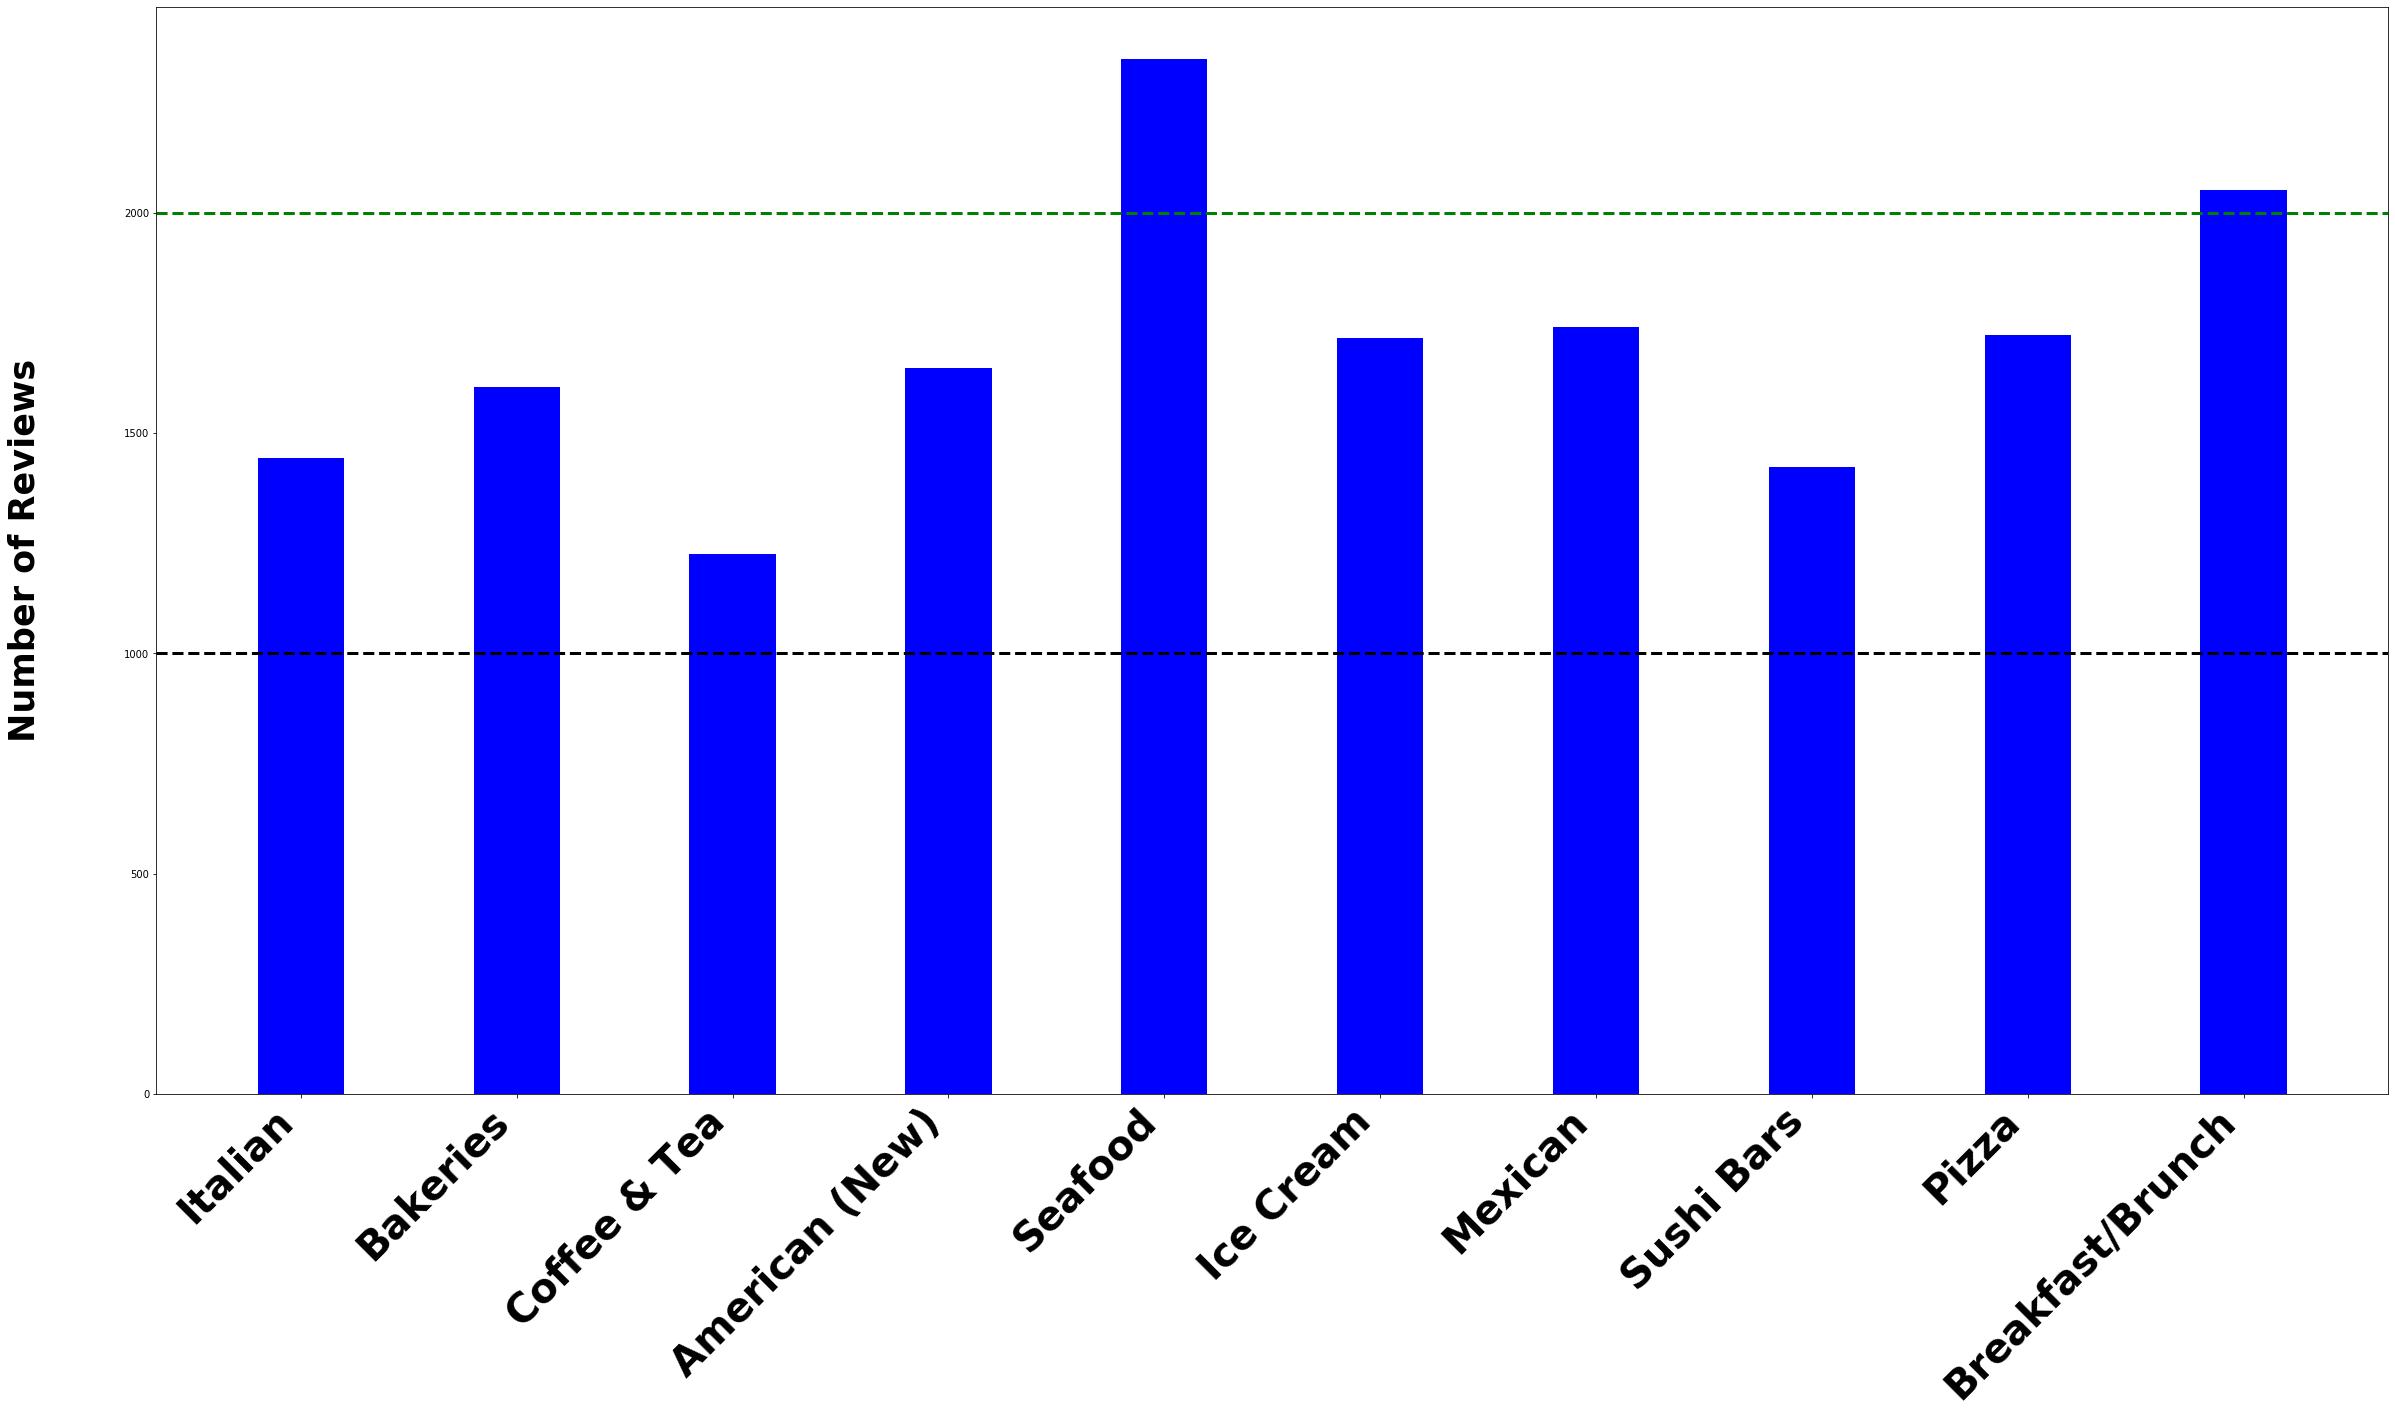 Number of Reviews
2000
1500
1000
500
0
Italian
Bakeries
Coffee & Tea
American (New)
Seafood
Ice Cream
Mexican
Sushi Bars
Pizza
Breakfast/Brunch